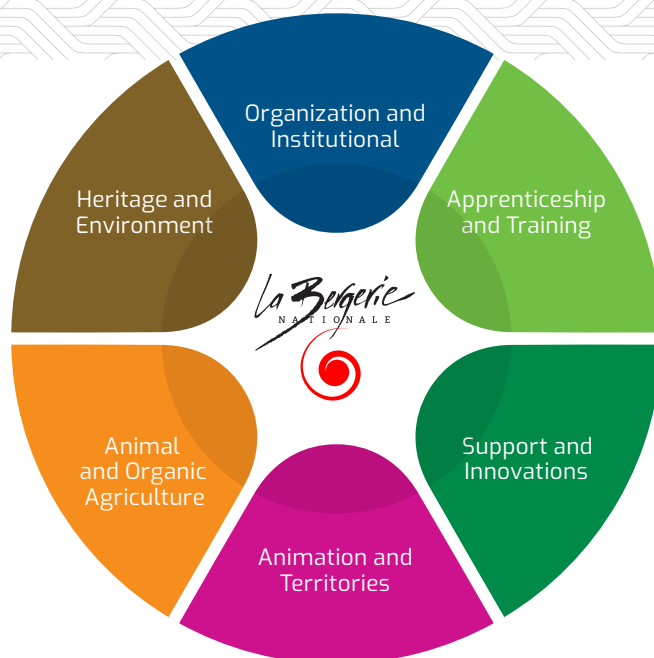 Organization and
Institutional
Apprenticeship
and Training
Support and
Innovations
Animation and
Territories
Animal
and Organic
Agriculture
Heritage and
Environment
La Bergerie
NATIONALE